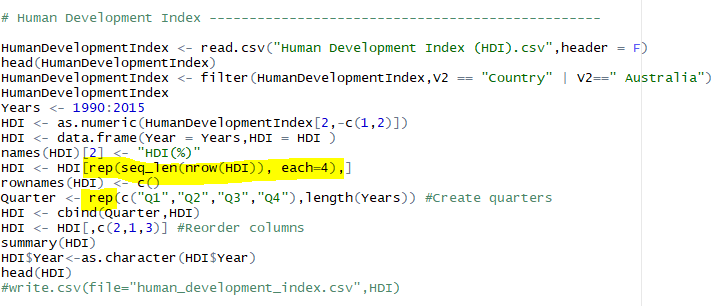 # Human Development Index -------------------------------------------------
HumanDevelopmentIndex <- read.csv("Human Development Index (HDI).csv",header = F)
head(HumanDevelopmentIndex)
HumanDevelopmentIndex <- filter(HumanDevelopmentIndex,V2 == "Country" | V2==" Australia")
HumanDevelopmentIndex
Years <- 1990:2015
HDI <- as.numeric(HumanDevelopmentIndex[2,-c(1,2)])
HDI <- data.frame(Year = Years,HDI = HDI )
names(HDI)[2] <- "HDI(%)"
HDI <- HDI[rep(seq_len(nrow(HDI)), each=4),]
rownames(HDI) <- c()
Quarter <- rep(c("Q1","Q2","Q3","Q4"),length(Years)) #Create quarters
HDI <- cbind(Quarter,HDI)
HDI <- HDI[,c(2,1,3)] #Reorder columns
summary(HDI)
HDI$Year<-as.character(HDI$Year)
head(HDI)
#write.csv(file="human_development_index.csv",HDI)